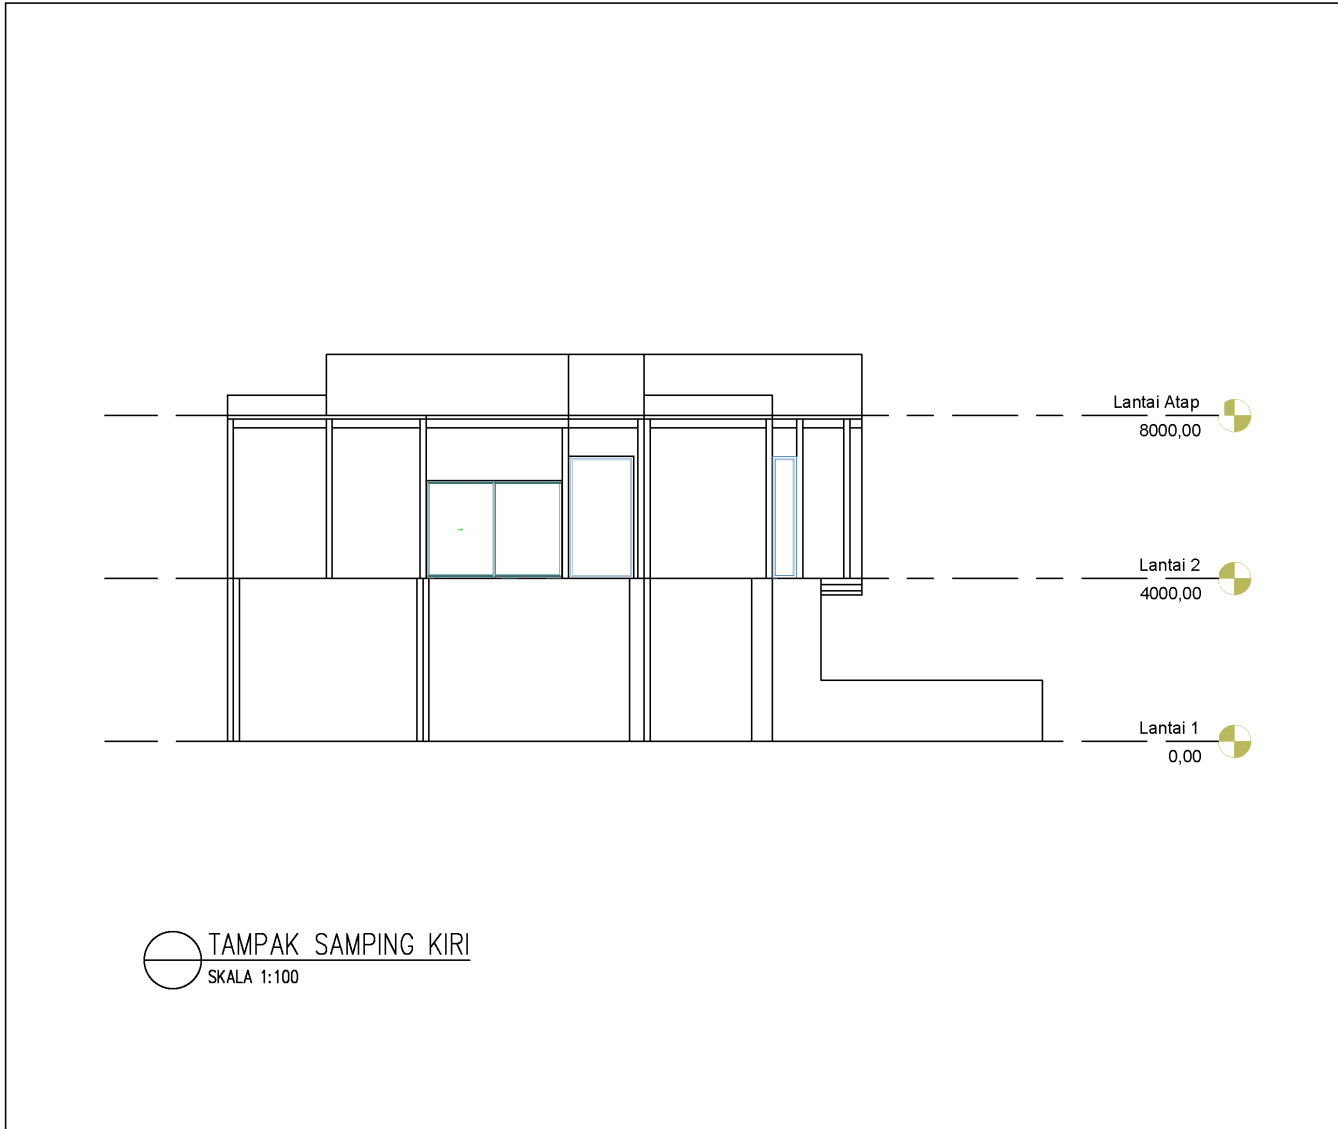 Lantai Atap
8000,00
Lantai 2
4000,00
Lantai 1
0,00
TAMPAK SAMPING KIRI
SKALA 1:100